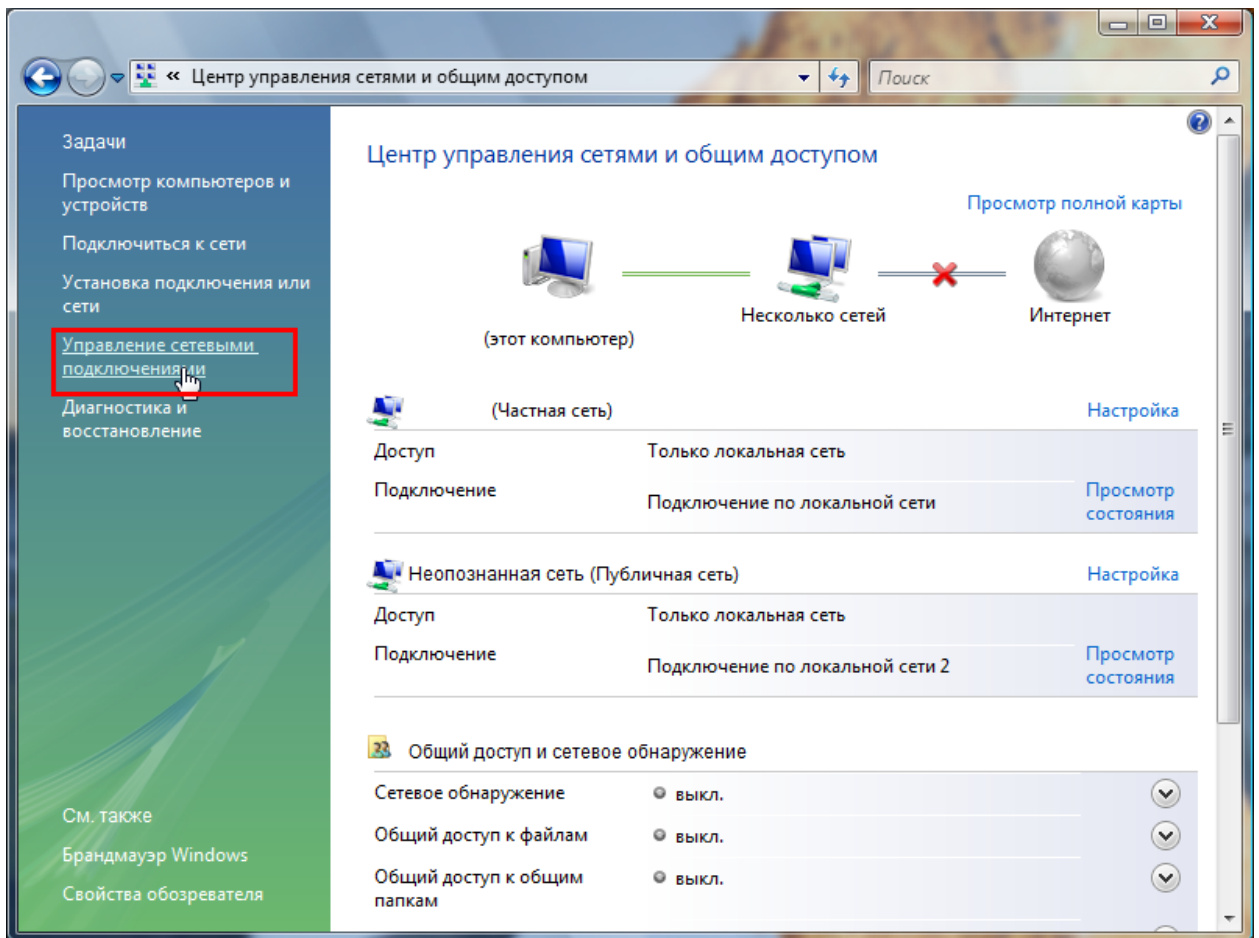 « Центр управления сетями и общим доступом
Поиск
Задачи
Просмотр компьютеров и
устройств
Подключиться к сети
Установка подключения или
сети
Управление сетевыми
подключениями
Диагностика и
восстановление
См. также
Брандмауэр Windows
Свойства обозревателя
Центр управления сетями и общим доступом
Просмотр полной карты
(этот компьютер)
Несколько сетей
Интернет
(Частная сеть) Настройка
Доступ Только локальная сеть
Подключение Подключение по локальной сети Просмотр
состояния
Неопознанная сеть (Публичная сеть) Настройка
Доступ Только локальная сеть
Подключение Подключение по локальной сети 2 Просмотр
состояния
Общий доступ и сетевое обнаружение
Сетевое обнаружение выкл.
Общий доступ к файлам выкл.
Общий доступ к общим выкл.
папкам